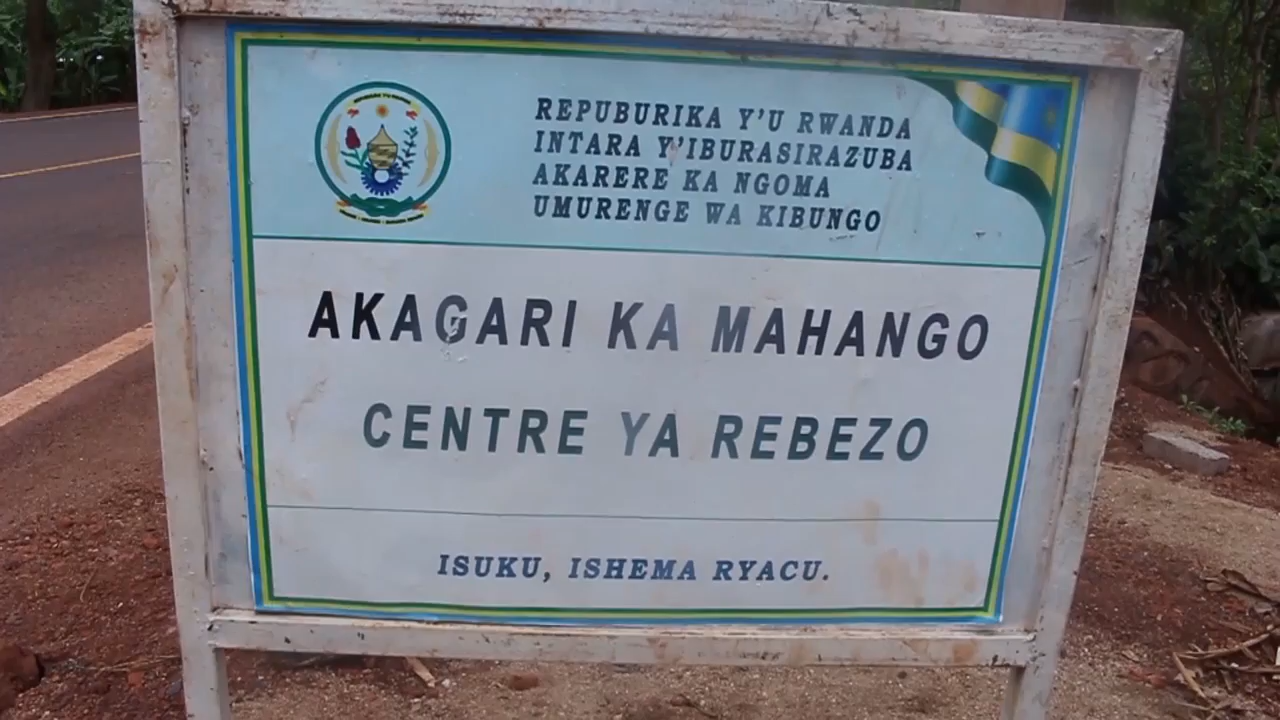 REPUBURIKA Y'U RWANDA
INTARA Y'IBURASIRAZUBA
AKARERE KA NGOMA
UMURENGE WA KIBUNGO
AKAGARI KA MAHANGO
CENTRE YA REBEZO
ISUKU, ISHEMA RYACU.